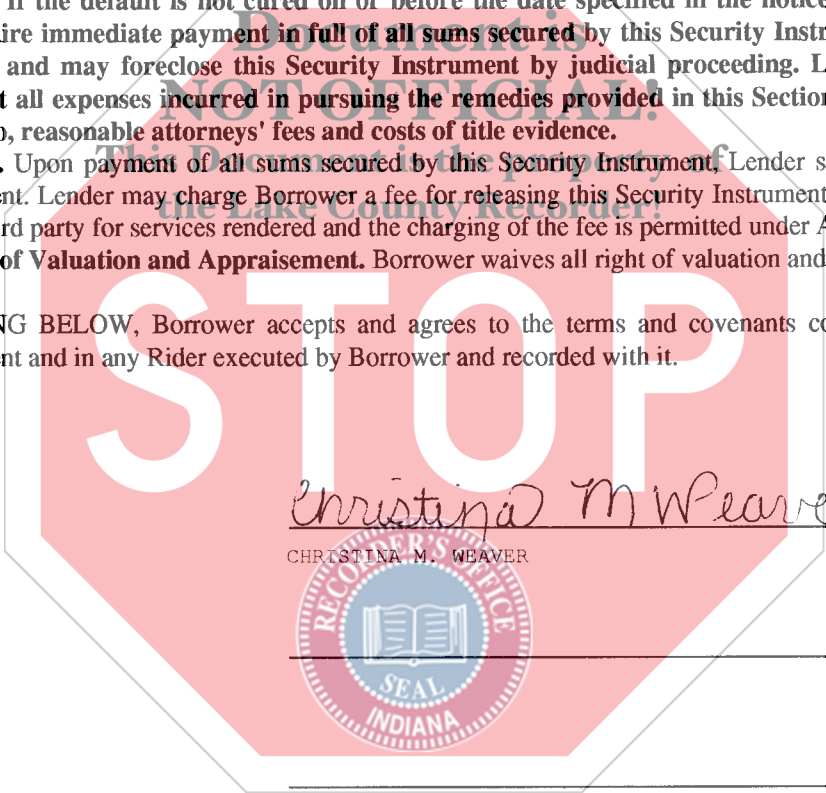 If the default is not cured on or before the date specified in the notice
ire immediate payment in full of all sums secured by this Security Instr
and may foreclose this Security Instrument by judicial proceeding. L
t all expenses incurred in pursuing the remedies provided in this Section
o, reasonable attorneys' fees and costs of title evidence.
. Upon payment of all sums secured by this Security Instrument, Lender s
ent. Lender may charge Borrower a fee for releasing this Security Instrument
rd party for services rendered and the charging of the fee is permitted under A
of Valuation and Appraisement. Borrower waives all right of valuation and
NG BELOW, Borrower accepts and agrees to the terms and covenants co
ent and in any Rider executed by Borrower and recorded with it.
Document is
NOT OFFICIAL!
This Document is the property of
the Lake County Recorder!
STOP
Christina M Weave
CHRISTINA M. WEAVER
RECORDER'S OFFICE
SEAL
INDIANA